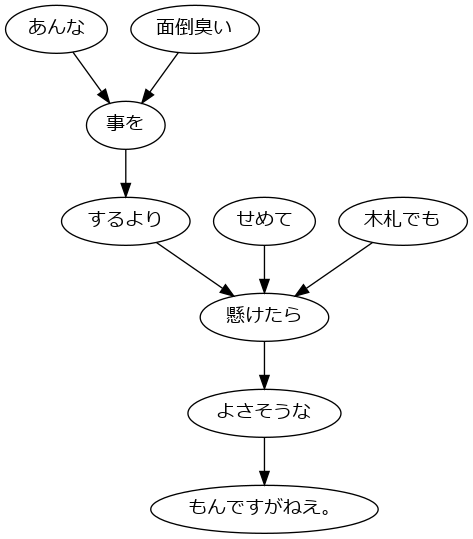 あんな
面倒臭い
事を
するより
せめて
木札でも
懸けたら
よさそうな
もんですがねえ。